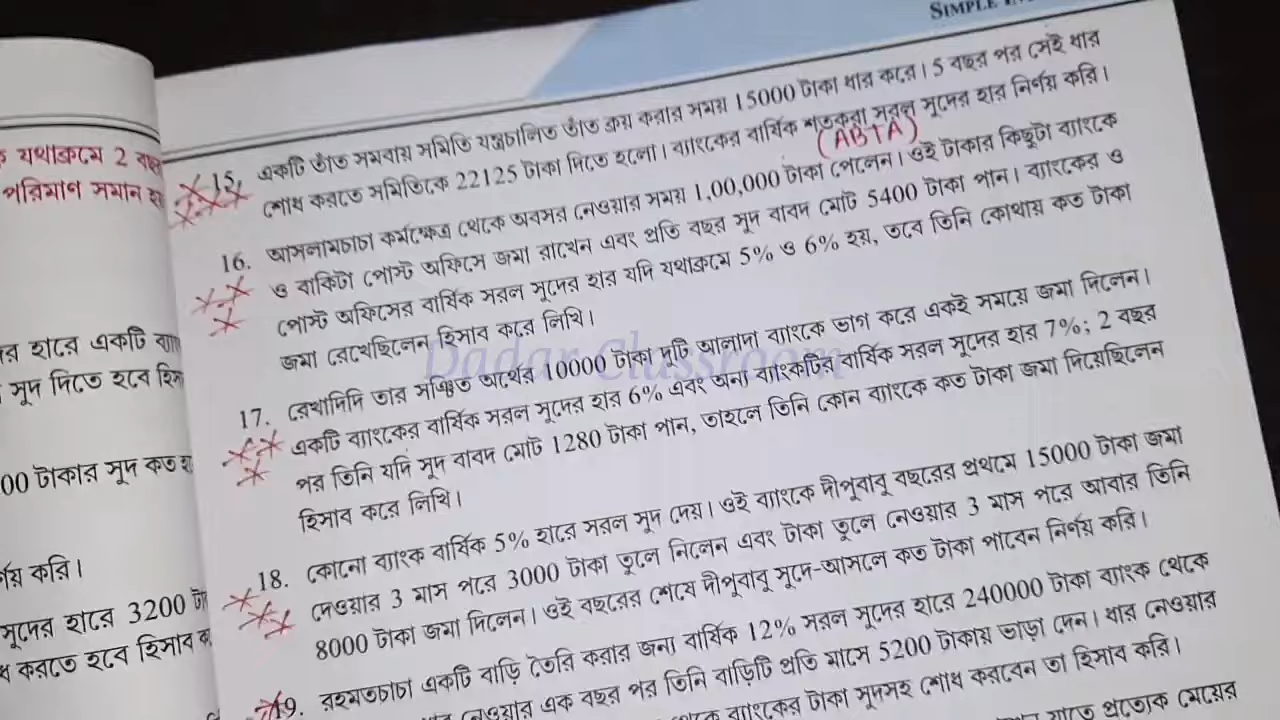 SIMPLE
যথাক্রমে 2
পরিমাণ সমান
হারে একটি
সুদ দিতে হবে
00 টাকার সুদ কত
করি।
সুদের হারে 3200
করতে হবে হিসাব
15. একটি তাঁত সমবায় সমিতি যন্ত্রচালিত তাঁত ক্রয় করার সময় 15000 টাকা ধার করে। 5 বছর পর সেই ধার
শোধ করতে সমিতিকে 22125 টাকা দিতে হলো। ব্যাংকের বার্ষিক শতকরা সরল সুদের হার নির্ণয় করি।
(ABTA)
16. আসলামচাচা কর্মক্ষেত্র থেকে অবসর নেওয়ার সময় 1,00,000 টাকা পেলেন। ওই টাকার কিছুটা ব্যাংকে
ও বাকিটা পোস্ট অফিসে জমা রাখেন এবং প্রতি বছর সুদ বাবদ মোট 5400 টাকা পান। ব্যাংকের ও
পোস্ট অফিসের বার্ষিক সরল সুদের হার যদি যথাক্রমে 5% ও 6% হয়, তবে তিনি কোথায় কত টাকা
জমা রেখেছিলেন হিসাব করে লিখি।
Dadar Classroom
17. রেখাদিদি তার সঞ্চিত অর্থের 10000 টাকা দুটি আলাদা ব্যাংকে ভাগ করে একই সময়ে জমা দিলেন।
একটি ব্যাংকের বার্ষিক সরল সুদের হার 6% এবং অন্য ব্যাংকটির বার্ষিক সরল সুদের হার 7%; 2 বছর
পর তিনি যদি সুদ বাবদ মোট 1280 টাকা পান, তাহলে তিনি কোন ব্যাংকে কত টাকা জমা দিয়েছিলেন
হিসাব করে লিখি।
18. কোনো ব্যাংক বার্ষিক 5% হারে সরল সুদ দেয়। ওই ব্যাংকে দীপুবাবু বছরের প্রথমে 15000 টাকা জমা
দেওয়ার 3 মাস পরে 3000 টাকা তুলে নিলেন এবং টাকা তুলে নেওয়ার 3 মাস পরে আবার তিনি
8000 টাকা জমা দিলেন। ওই বছরের শেষে দীপুবাবু সুদে-আসলে কত টাকা পাবেন নির্ণয় করি।
19. রহমতচাচা একটি বাড়ি তৈরি করার জন্য বার্ষিক 12% সরল সুদের হারে 240000 টাকা ব্যাংক থেকে
নেওয়ার এক বছর পর তিনি বাড়িটি প্রতি মাসে 5200 টাকায় ভাড়া দেন। ধার নেওয়ার
ব্যাংকের টাকা সুদসহ শোধ করবেন তা হিসাব করি।
যাতে প্রত্যেক মেয়ের